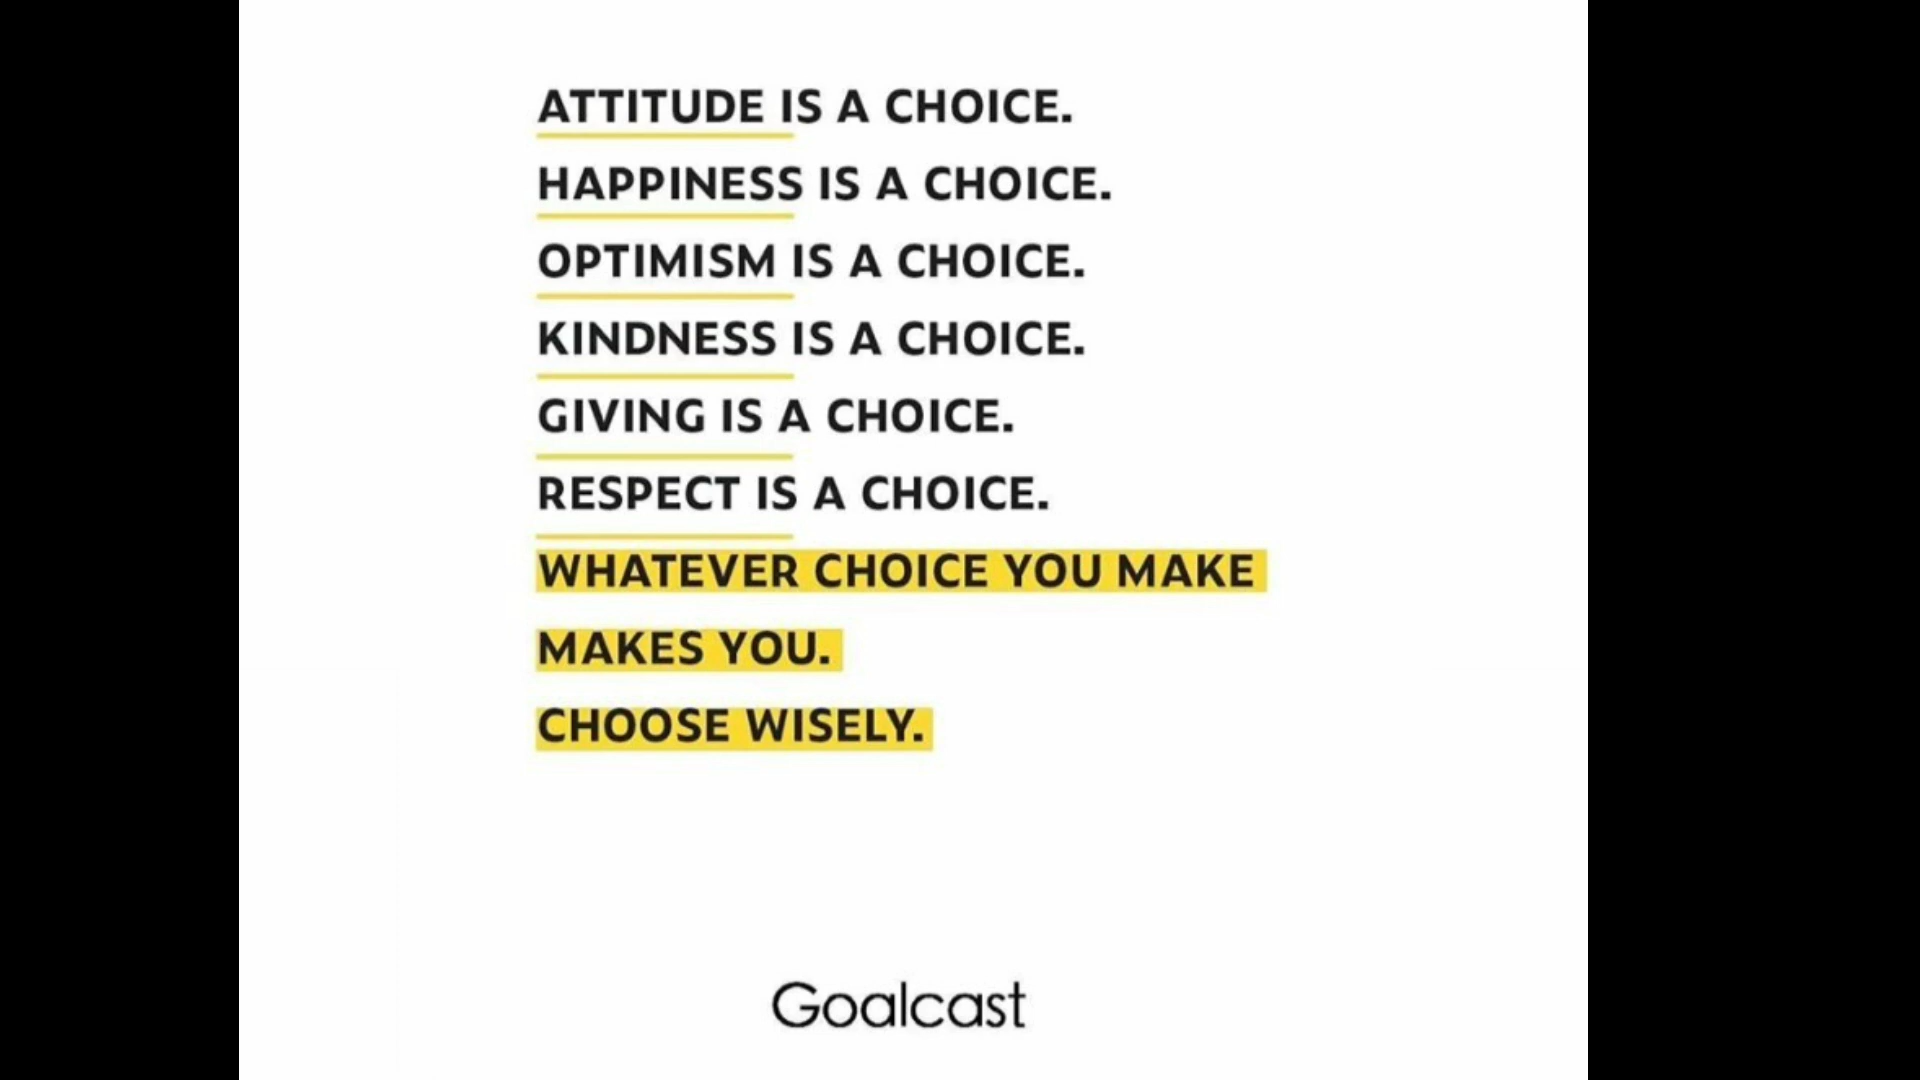 ATTITUDE IS A CHOICE.
HAPPINESS IS A CHOICE.
OPTIMISM IS A CHOICE.
KINDNESS IS A CHOICE.
GIVING IS A CHOICE.
RESPECT IS A CHOICE.
WHATEVER CHOICE YOU MAKE
MAKES YOU.
CHOOSE WISELY.
Goalcast